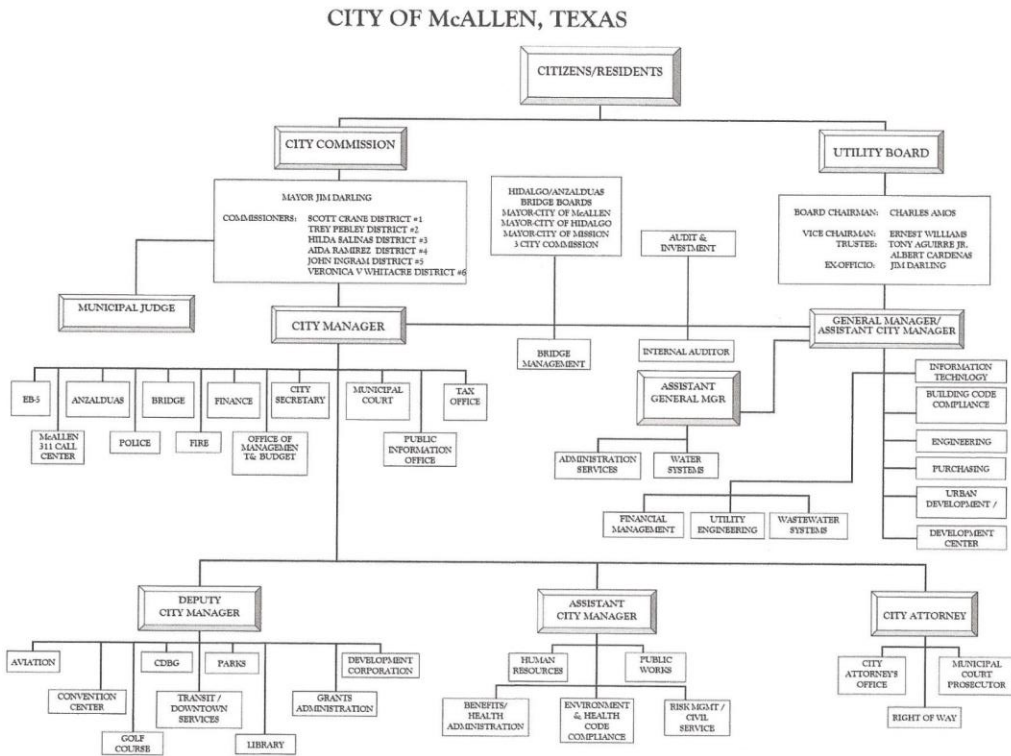 CITY OF McALLEN, TEXAS
CITIZENS/RESIDENTS
CITY COMMISSION
UTILITY BOARD
MAYOR JIM DARLING
COMMISSIONERS: SCOTT CRANE DISTRICT #1
TREY PEBLEY DISTRICT #2
HILDA SALINAS DISTRICT #3
AIDA RAMIREZ DISTRICT #4
JOHN INGRAM DISTRICT #5
VERONICA V WHITACRE DISTRICT #6
HIDALGO/ANZALDUAS
BRIDGE BOARDS
MAYOR-CITY OF McALLEN
MAYOR-CITY OF HIDALGO
MAYOR-CITY OF MISSION
3 CITY COMMISSION
AUDIT &
INVESTMENT
BOARD CHAIRMAN: CHARLES AMOS
VICE CHAIRMAN: ERNEST WILLIAMS
TRUSTEE: TONY AGUIRRE JR.
ALBERT CARDENAS
EX-OFFICIO: JIM DARLING
MUNICIPAL JUDGE
CITY MANAGER
GENERAL MANAGER/
ASSISTANT CITY MANAGER
BRIDGE
MANAGEMENT
INTERNAL AUDITOR
EB-5
ANZALDUAS
BRIDGE
FINANCE
CITY
SECRETARY
MUNICIPAL
COURT
TAX
OFFICE
McALLEN
311 CALL
CENTER
POLICE
FIRE
OFFICE OF
MANAGEMEN
T& BUDGET
PUBLIC
INFORMATION
OFFICE
ASSISTANT
GENERAL MGR
ADMINISTRATION
SERVICES
WATER
SYSTEMS
FINANCIAL
MANAGEMENT
UTILITY
ENGINEERING
WASTEWATER
SYSTEMS
INFORMATION
TECHNLOGY
BUILDING CODE
COMPLIANCE
ENGINEERING
PURCHASING
URBAN
DEVELOPMENT /
DEVELOPMENT
CENTER
DEPUTY
CITY MANAGER
ASSISTANT
CITY MANAGER
CITY ATTORNEY
AVIATION
CDBG
PARKS
DEVELOPMENT
CORPORATION
CONVENTION
CENTER
TRANSIT /
DOWNTOWN
SERVICES
GRANTS
ADMINISTRATION
GOLF
COURSE
LIBRARY
HUMAN
RESOURCES
PUBLIC
WORKS
BENEFITS/
HEALTH
ADMINISTRATION
ENVIRONMENT
& HEALTH
CODE
COMPLIANCE
RISK MGMT /
CIVIL
SERVICE
CITY
ATTORNEY'S
OFFICE
MUNICIPAL
COURT
PROSECUTOR
RIGHT OF WAY